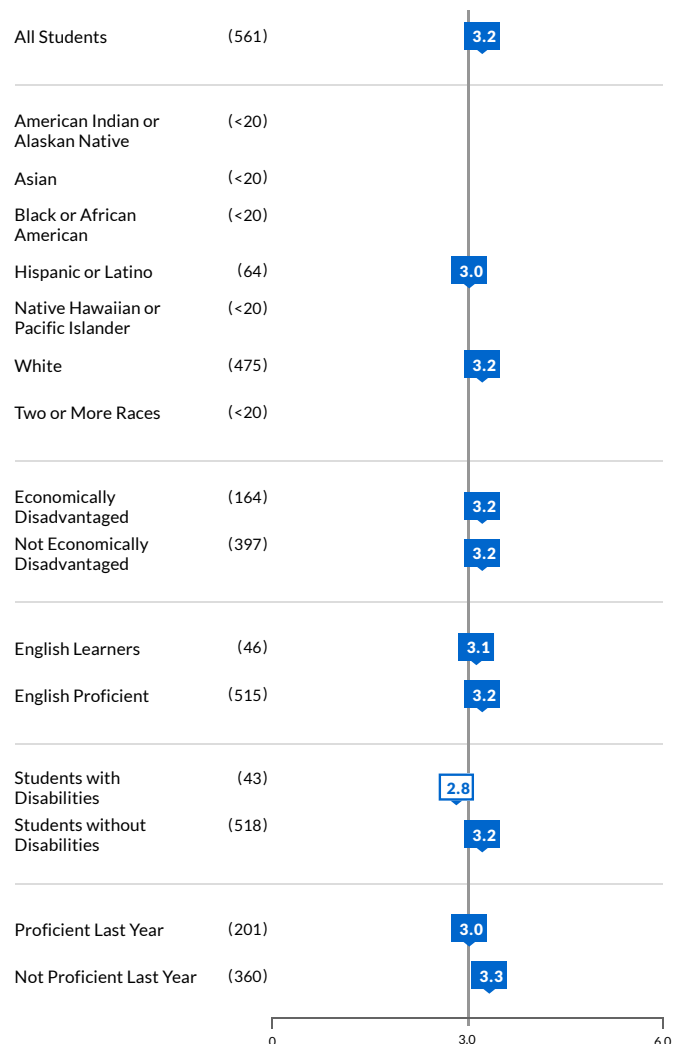 All Students (561) 3.2
American Indian or (<20)
Alaskan Native
Asian (<20)
Black or African (<20)
American
Hispanic or Latino (64) 3.0
Native Hawaiian or (<20)
Pacific Islander
White (475) 3.2
Two or More Races (<20)
Economically (164) 3.2
Disadvantaged
Not Economically (397) 3.2
Disadvantaged
English Learners (46) 3.1
English Proficient (515) 3.2
Students with (43) 2.8
Disabilities
Students without (518) 3.2
Disabilities
Proficient Last Year (201) 3.0
Not Proficient Last Year (360) 3.3
0 3.0 6.0